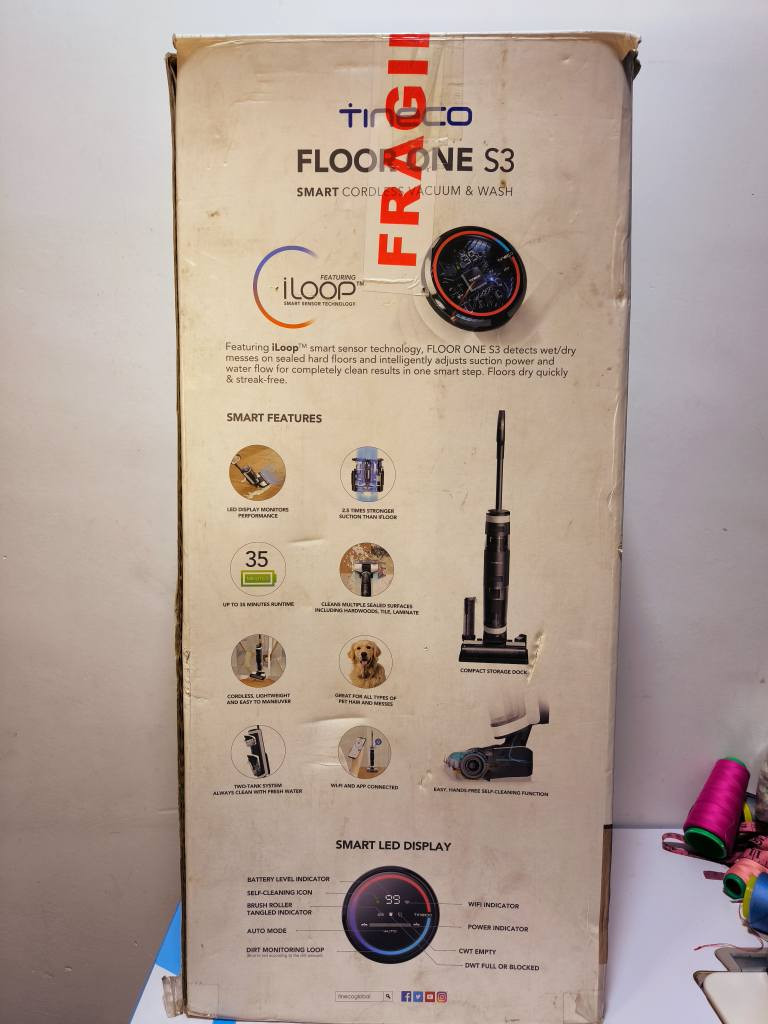 FRAGI
tineco
FLOOR ONE S3
SMART CORDLESS VACUUM & WASH
FEATURING
iLOOP™
SMART SENSOR TECHNOLOGY
Featuring iLoop™ smart sensor technology, FLOOR ONE S3 detects wet/dry
messes on sealed hard floors and intelligently adjusts suction power and
water flow for completely clean results in one smart step. Floors dry quickly
& streak-free.
SMART FEATURES
LED DISPLAY MONITORS
PERFORMANCE
2.5 TIMES STRONGER
SUCTION THAN IFLOOR
35
MINUTES
UP TO 35 MINUTES RUNTIME
CLEANS MULTIPLE SEALED SURFACES
INCLUDING HARDWOODS, TILE, LAMINATE
CORDLESS, LIGHTWEIGHT
AND EASY TO MANEUVER
GREAT FOR ALL TYPES OF
PET HAIR AND MESSES
COMPACT STORAGE DOCK
TWO-TANK SYSTEM
ALWAYS CLEAN WITH FRESH WATER
WI-FI AND APP CONNECTED
EASY, HANDS-FREE SELF-CLEANING FUNCTION
SMART LED DISPLAY
BATTERY LEVEL INDICATOR
SELF-CLEANING ICON
BRUSH ROLLER
TANGLED INDICATOR
AUTO MODE
DIRT MONITORING LOOP
99
tineco
AUTO
WIFI INDICATOR
POWER INDICATOR
CWT EMPTY
DWT FULL OR BLOCKED
tinecoglobal